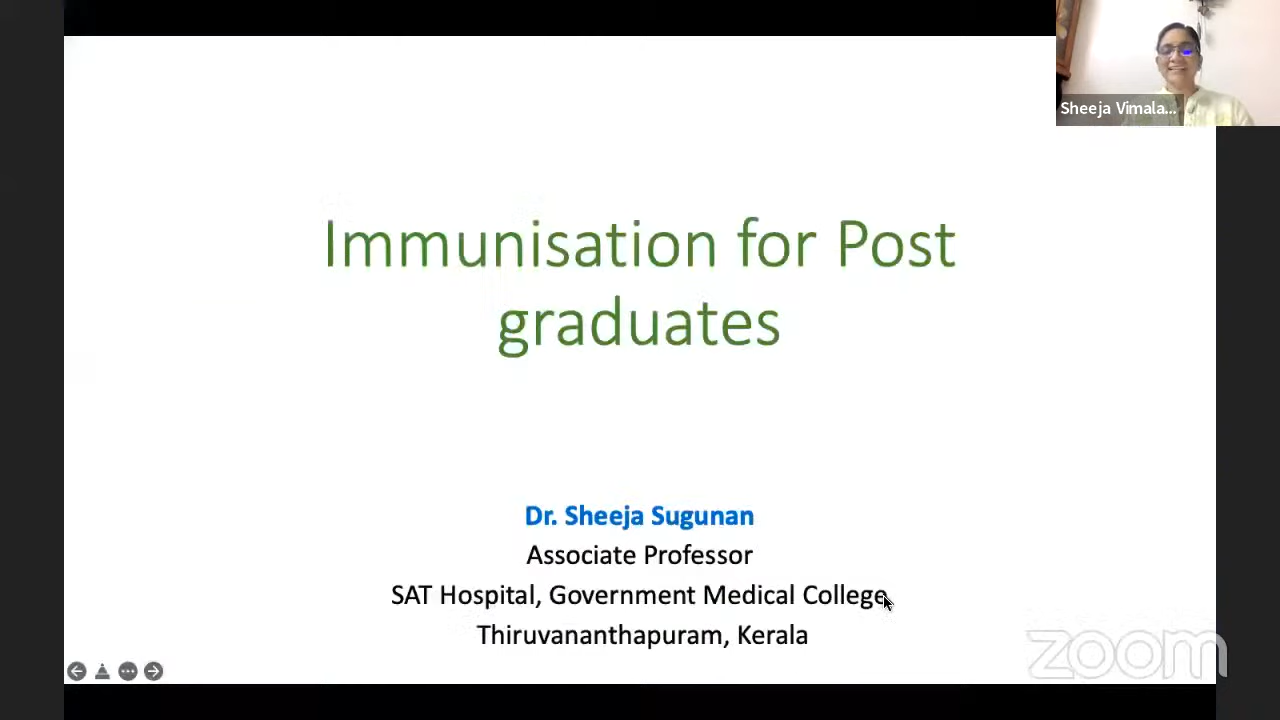 Sheeja Vimala...
Immunisation for Post
graduates
Dr. Sheeja Sugunan
Associate Professor
SAT Hospital, Government Medical College,
Thiruvananthapuram, Kerala
zoom